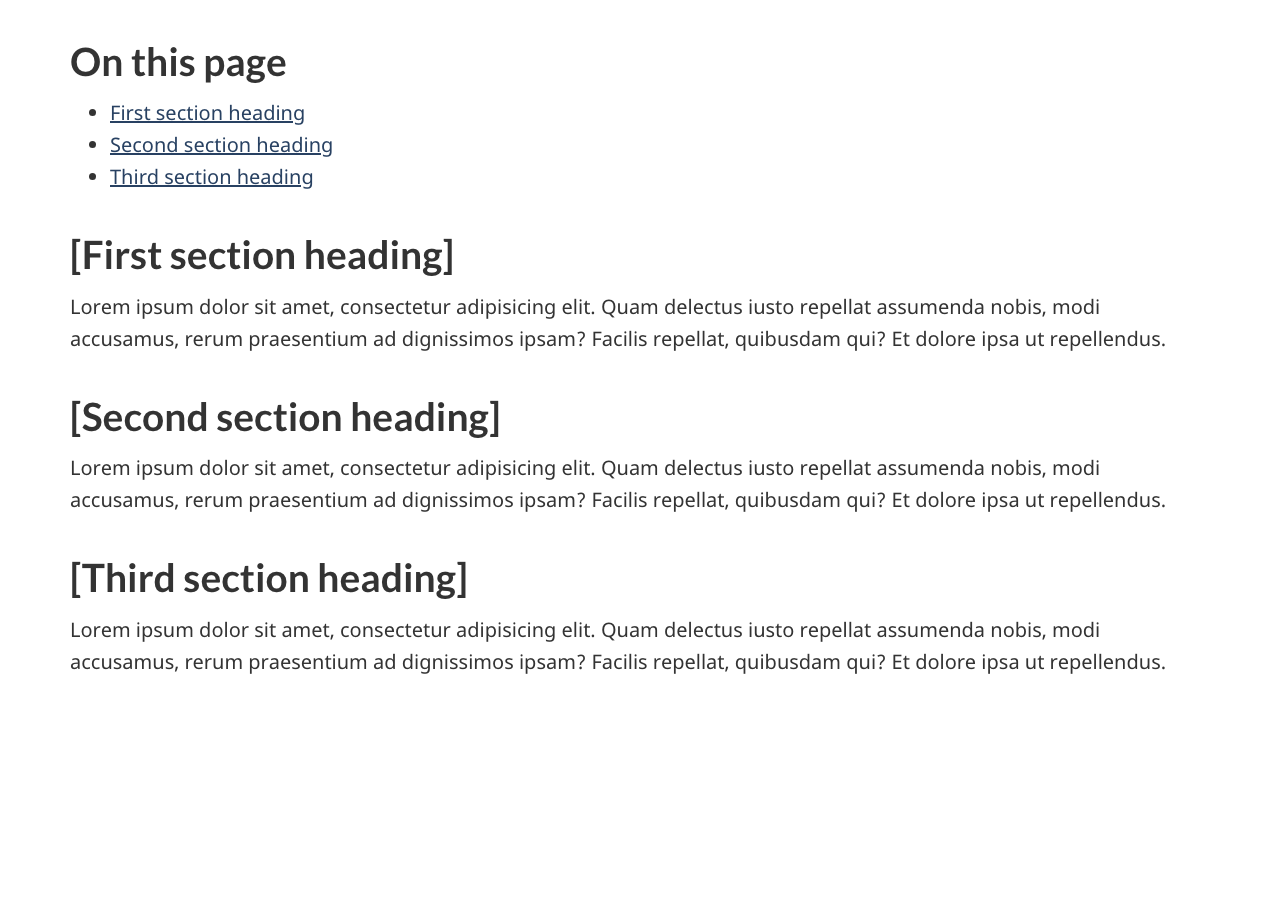 On this page
First section heading
Second section heading
Third section heading
[First section heading]
Lorem ipsum dolor sit amet, consectetur adipisicing elit. Quam delectus iusto repellat assumenda nobis, modi
accusamus, rerum praesentium ad dignissimos ipsam? Facilis repellat, quibusdam qui? Et dolore ipsa ut repellendus.
[Second section heading]
Lorem ipsum dolor sit amet, consectetur adipisicing elit. Quam delectus iusto repellat assumenda nobis, modi
accusamus, rerum praesentium ad dignissimos ipsam? Facilis repellat, quibusdam qui? Et dolore ipsa ut repellendus.
[Third section heading]
Lorem ipsum dolor sit amet, consectetur adipisicing elit. Quam delectus iusto repellat assumenda nobis, modi
accusamus, rerum praesentium ad dignissimos ipsam? Facilis repellat, quibusdam qui? Et dolore ipsa ut repellendus.